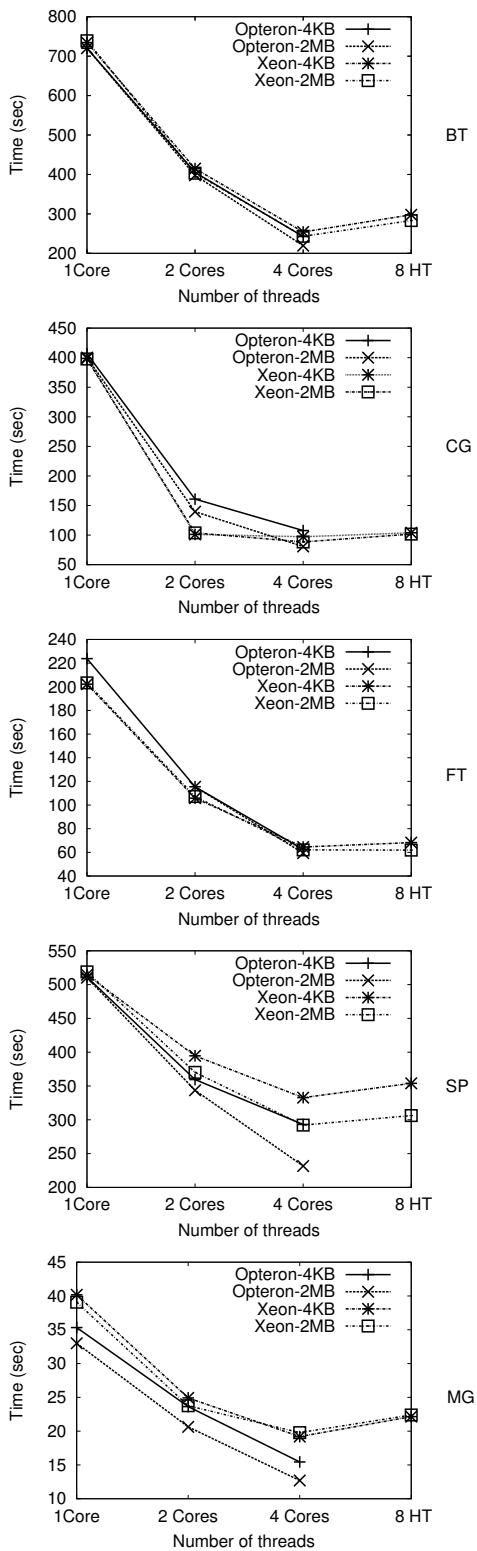 800
700
600
500
400
300
200
Time (sec)
Opteron-4KB
Opteron-2MB
Xeon-4KB
Xeon-2MB
BT
1Core 2 Cores 4 Cores 8 HT
Number of threads
450
400
350
300
250
200
150
100
50
Time (sec)
Opteron-4KB
Opteron-2MB
Xeon-4KB
Xeon-2MB
CG
1Core 2 Cores 4 Cores 8 HT
Number of threads
240
220
200
180
160
140
120
100
80
60
40
Time (sec)
Opteron-4KB
Opteron-2MB
Xeon-4KB
Xeon-2MB
FT
1Core 2 Cores 4 Cores 8 HT
Number of threads
550
500
450
400
350
300
250
200
Time (sec)
Opteron-4KB
Opteron-2MB
Xeon-4KB
Xeon-2MB
SP
1Core 2 Cores 4 Cores 8 HT
Number of threads
45
40
35
30
25
20
15
10
Time (sec)
Opteron-4KB
Opteron-2MB
Xeon-4KB
Xeon-2MB
MG
1Core 2 Cores 4 Cores 8 HT
Number of threads